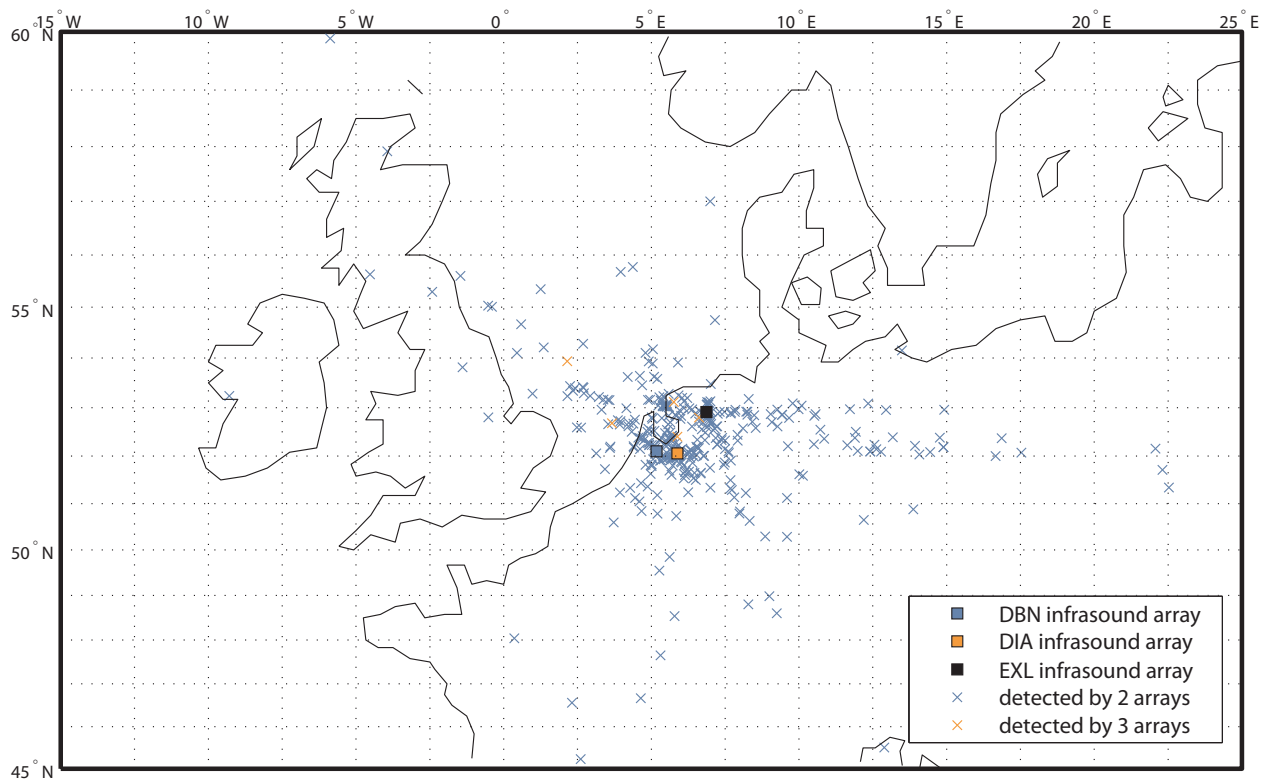 15° W 10° W 5° W 0° 5° E 10° E 15° E 20° E 25° E
60° N
55° N
50° N
45° N
DBN infrasound array
DIA infrasound array
EXL infrasound array
detected by 2 arrays
detected by 3 arrays